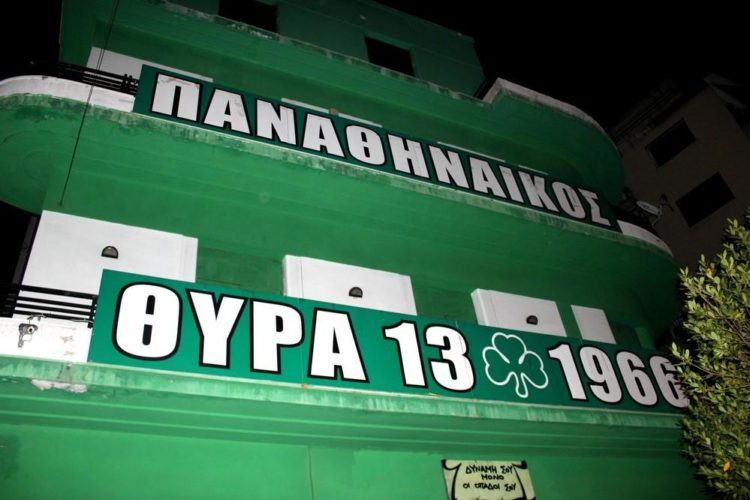 ΠΑΝΑΘΗΝΑΙΚΟΣ
ΘΥΡΑ 13 1966
ΔΥΝΑΜΗ ΣΟΥ
ΜΟΝΟ
ΟΙ ΟΠΑΔΟΙ ΣΟΥ